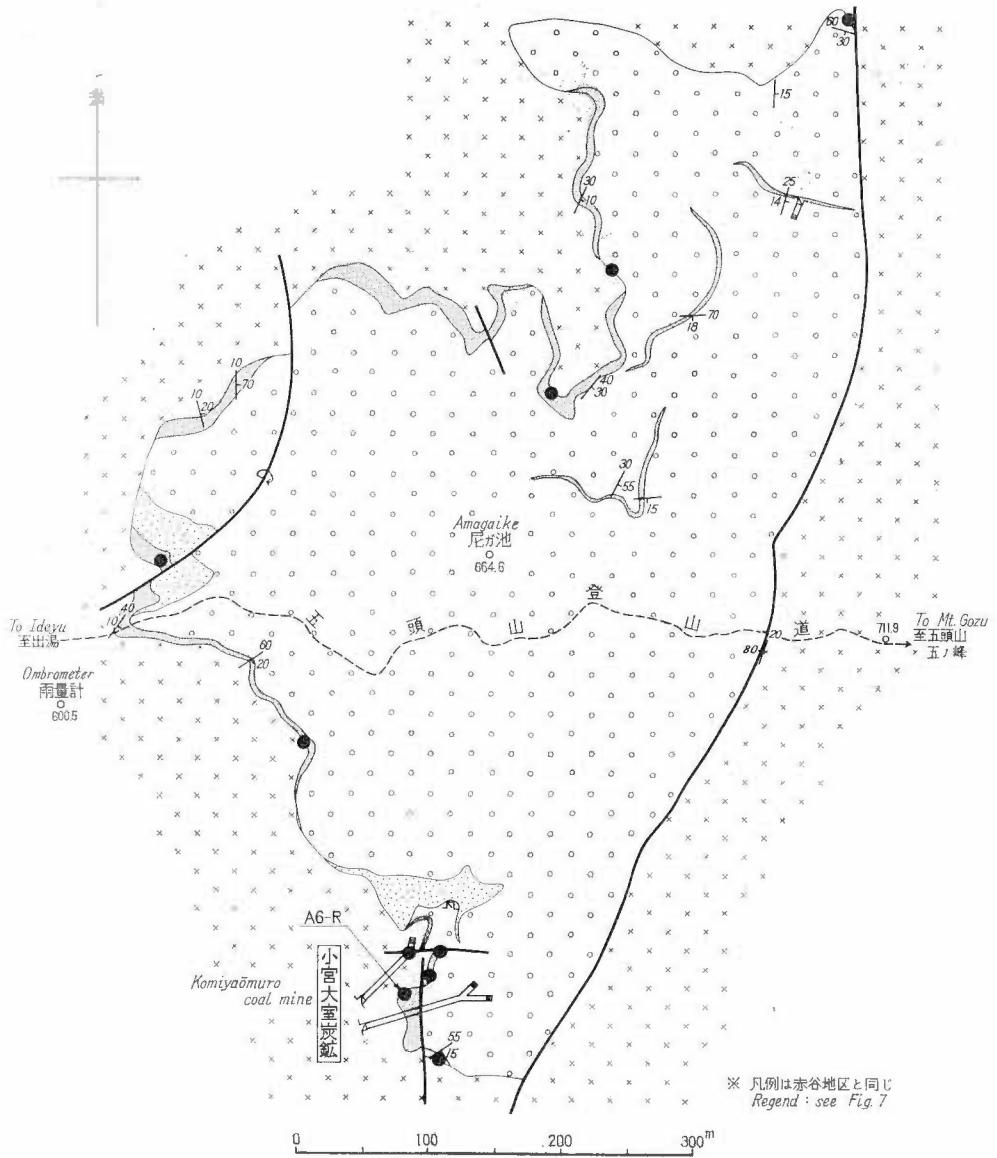 60
30
15
30
10
25
14
70
18
10
70
10
20
40
30
30
55
15
Amagaike
尼が池
664.6
To Ideyu
至出湯
40
10
五頭山登山道
20
80
711.9
To Mt. Gozu
至五頭山
五ノ峰
Ombrometer
雨量計
600.5
60
20
A6-R
小宮大室炭鉱
Komiyaōmuro
coal mine
55
15
※ 凡例は赤谷地区と同じ
Regend : see Fig. 7
0 100 200 300m